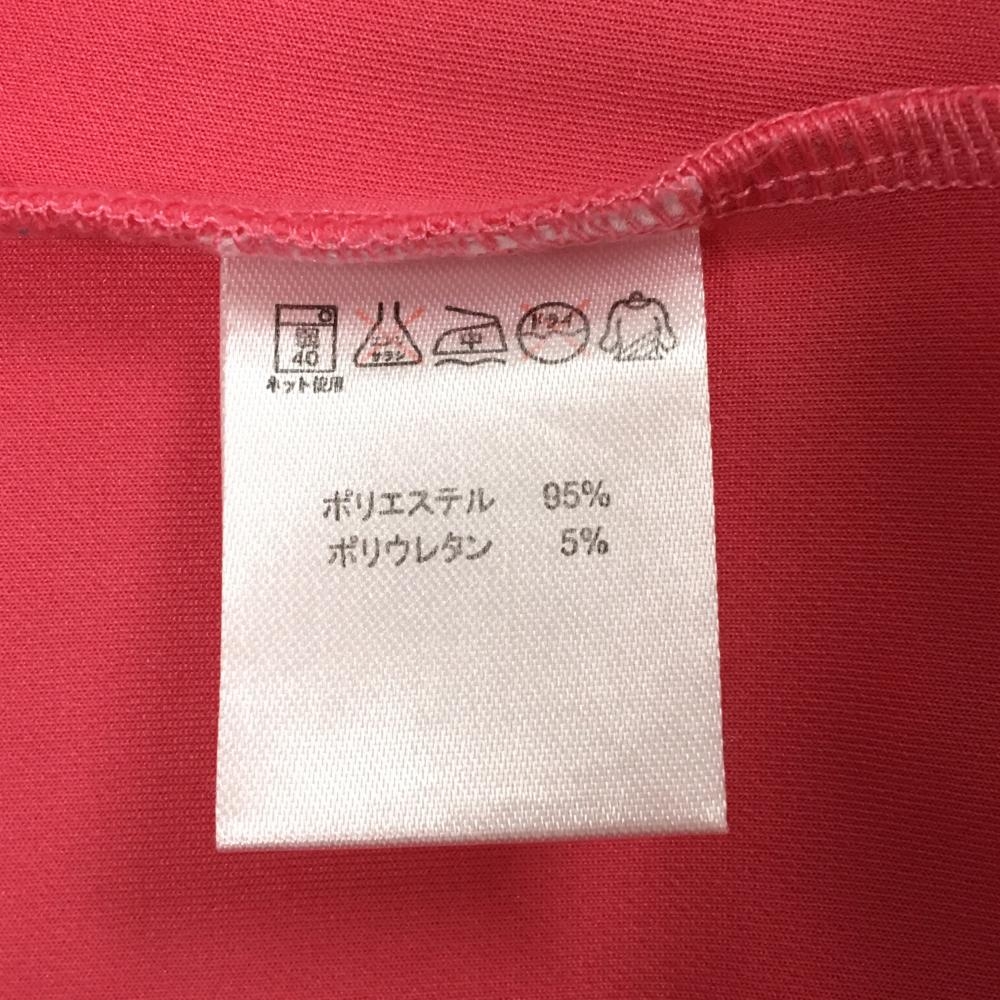 弱 40
エンソ サラシ
中
ドライ
ネット使用
ポリエステル 95%
ポリウレタン 5%